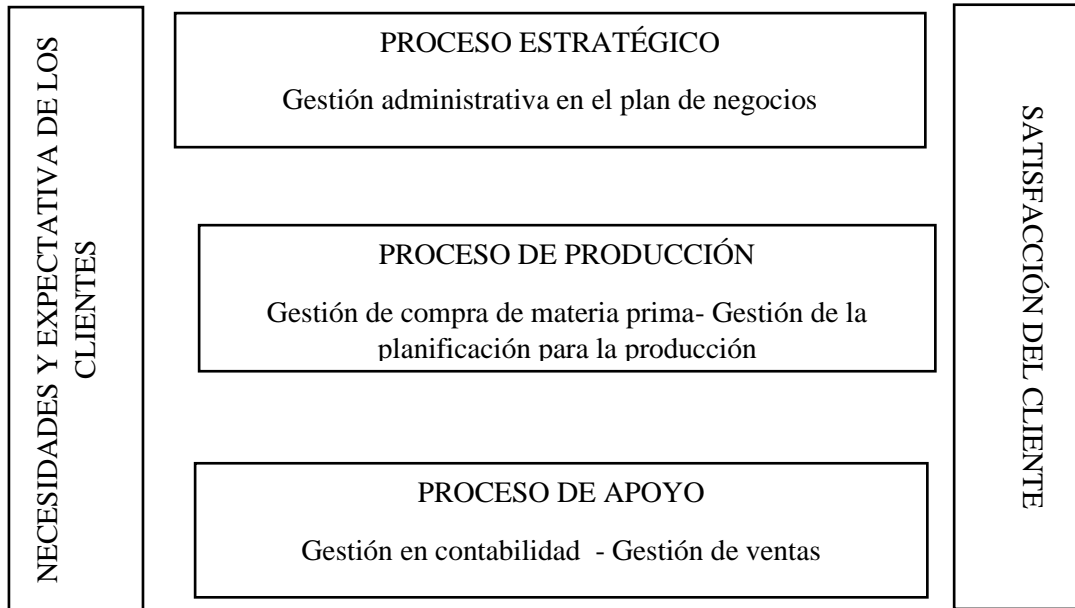 NECESIDADES Y EXPECTATIVA DE LOS
CLIENTES
PROCESO ESTRATÉGICO
Gestión administrativa en el plan de negocios
PROCESO DE PRODUCCIÓN
Gestión de compra de materia prima- Gestión de la
planificación para la producción
PROCESO DE APOYO
Gestión en contabilidad - Gestión de ventas
SATISFACCIÓN DEL CLIENTE